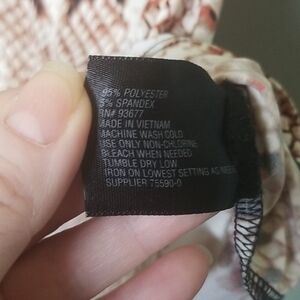 95% POLYESTER
5% SPANDEX
RN# 93677
MADE IN VIETNAM
MACHINE WASH COLD
USE ONLY NON-CHLORINE
BLEACH WHEN NEEDED
TUMBLE DRY LOW
IRON ON LOWEST SETTING AS NEED
SUPPLIER 75590-0